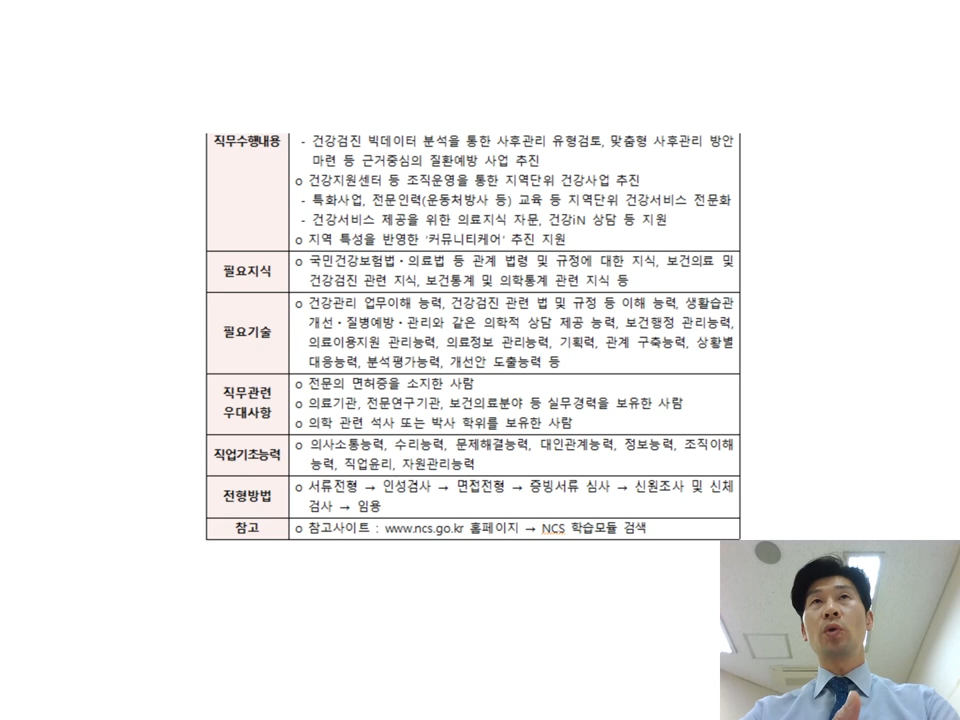 직무수행내용
- 건강검진 빅데이터 분석을 통한 사후관리 유형검토, 맞춤형 사후관리 방안
마련 등 근거중심의 질환예방 사업 추진
o 건강지원센터 등 조직운영을 통한 지역단위 건강사업 추진
- 특화사업, 전문인력(운동처방사 등) 교육 등 지역단위 건강서비스 전문화
- 건강서비스 제공을 위한 의료지식 자문, 건강iN 상담 등 지원
o 지역 특성을 반영한 '커뮤니티케어' 추진 지원
필요지식
o 국민건강보험법・의료법 등 관계 법령 및 규정에 대한 지식, 보건의료 및
건강검진 관련 지식, 보건통계 및 의학통계 관련 지식 등
필요기술
o 건강관리 업무이해 능력, 건강검진 관련 법 및 규정 등 이해 능력, 생활습관
개선・질병예방・관리와 같은 의학적 상담 제공 능력, 보건행정 관리능력,
의료이용지원 관리능력, 의료정보 관리능력, 기획력, 관계 구축능력, 상황별
대응능력, 분석평가능력, 개선안 도출능력 등
직무관련
우대사항
o 전문의 면허증을 소지한 사람
o 의료기관, 전문연구기관, 보건의료분야 등 실무경력을 보유한 사람
o 의학 관련 석사 또는 박사 학위를 보유한 사람
직업기초능력
o 의사소통능력, 수리능력, 문제해결능력, 대인관계능력, 정보능력, 조직이해
능력, 직업윤리, 자원관리능력
전형방법
o 서류전형 → 인성검사 → 면접전형 → 증빙서류 심사 → 신원조사 및 신체
검사 → 임용
참고
o 참고사이트 : www.ncs.go.kr 홈페이지 → NCS 학습모듈 검색